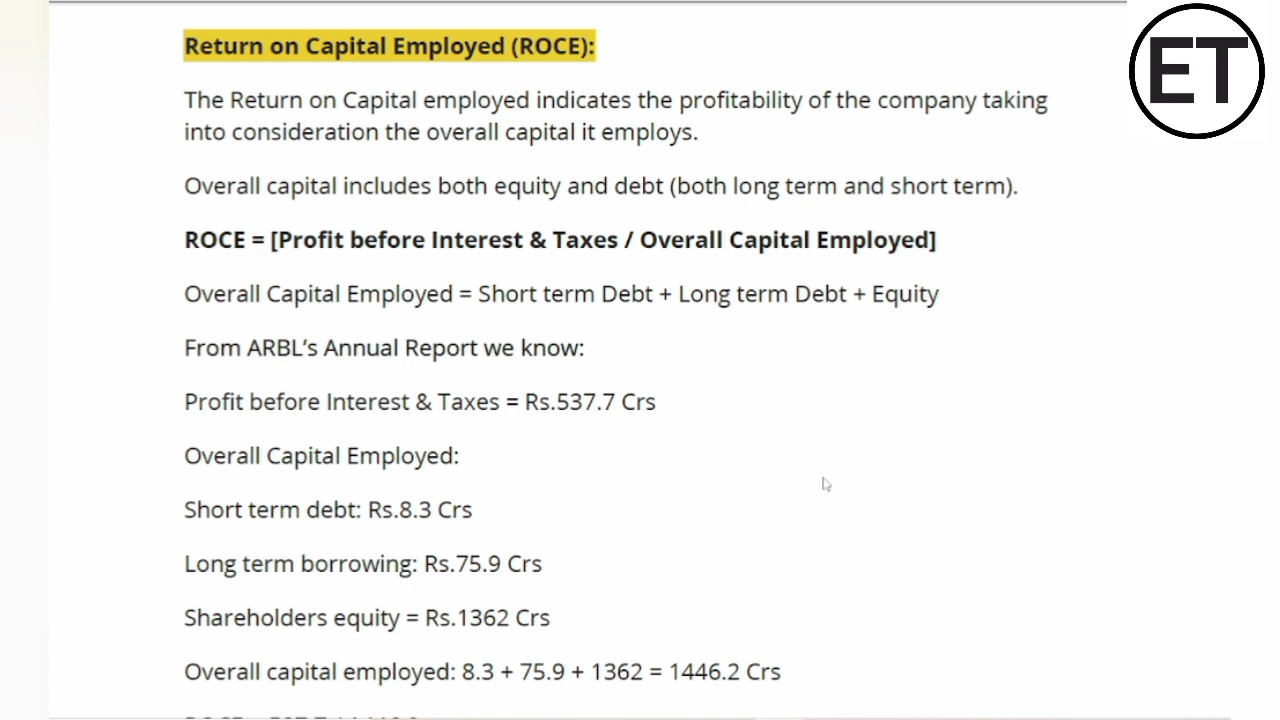 ET
Return on Capital Employed (ROCE):
The Return on Capital employed indicates the profitability of the company taking
into consideration the overall capital it employs.
Overall capital includes both equity and debt (both long term and short term).
ROCE = [Profit before Interest & Taxes / Overall Capital Employed]
Overall Capital Employed = Short term Debt + Long term Debt + Equity
From ARBL’s Annual Report we know:
Profit before Interest & Taxes = Rs.537.7 Crs
Overall Capital Employed:
Short term debt: Rs.8.3 Crs
Long term borrowing: Rs.75.9 Crs
Shareholders equity = Rs.1362 Crs
Overall capital employed: 8.3 + 75.9 + 1362 = 1446.2 Crs